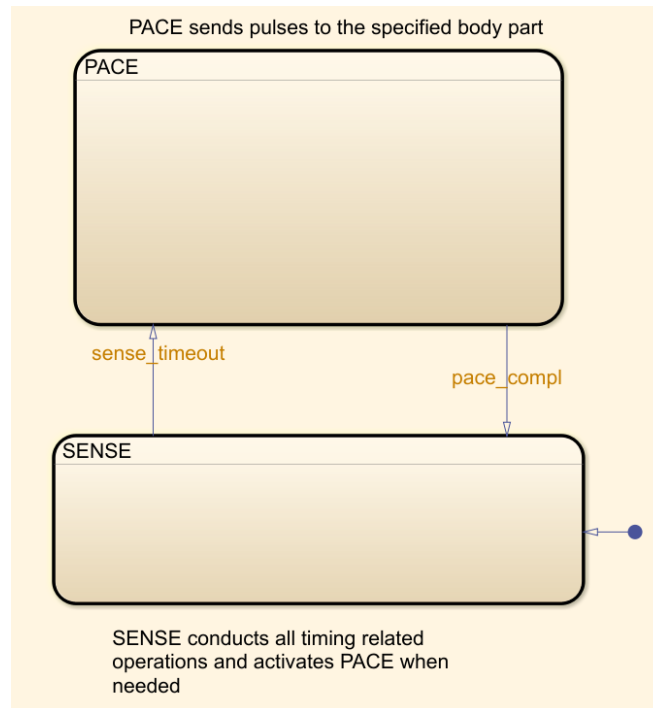 PACE sends pulses to the specified body part
PACE
sense_timeout
pace_compl
SENSE
SENSE conducts all timing related
operations and activates PACE when
needed